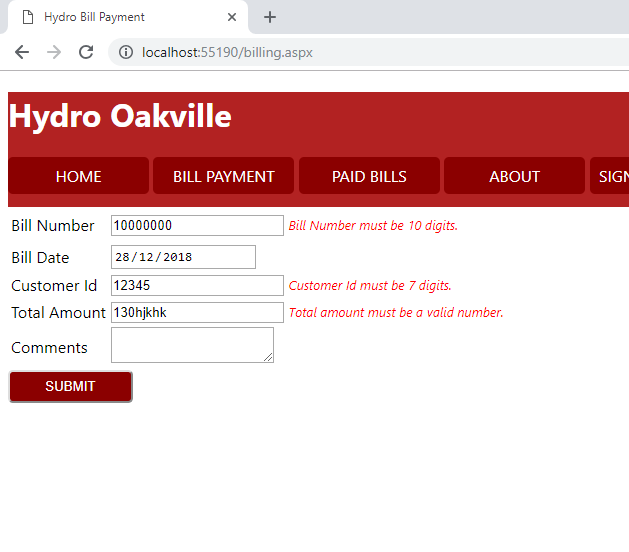 Hydro Bill Payment
localhost:55190/billing.aspx
Hydro Oakville
HOME BILL PAYMENT PAID BILLS ABOUT SIGN
Bill Number 10000000 Bill Number must be 10 digits.
Bill Date 28/12/2018
Customer Id 12345 Customer Id must be 7 digits.
Total Amount 130hjkhk Total amount must be a valid number.
Comments
SUBMIT